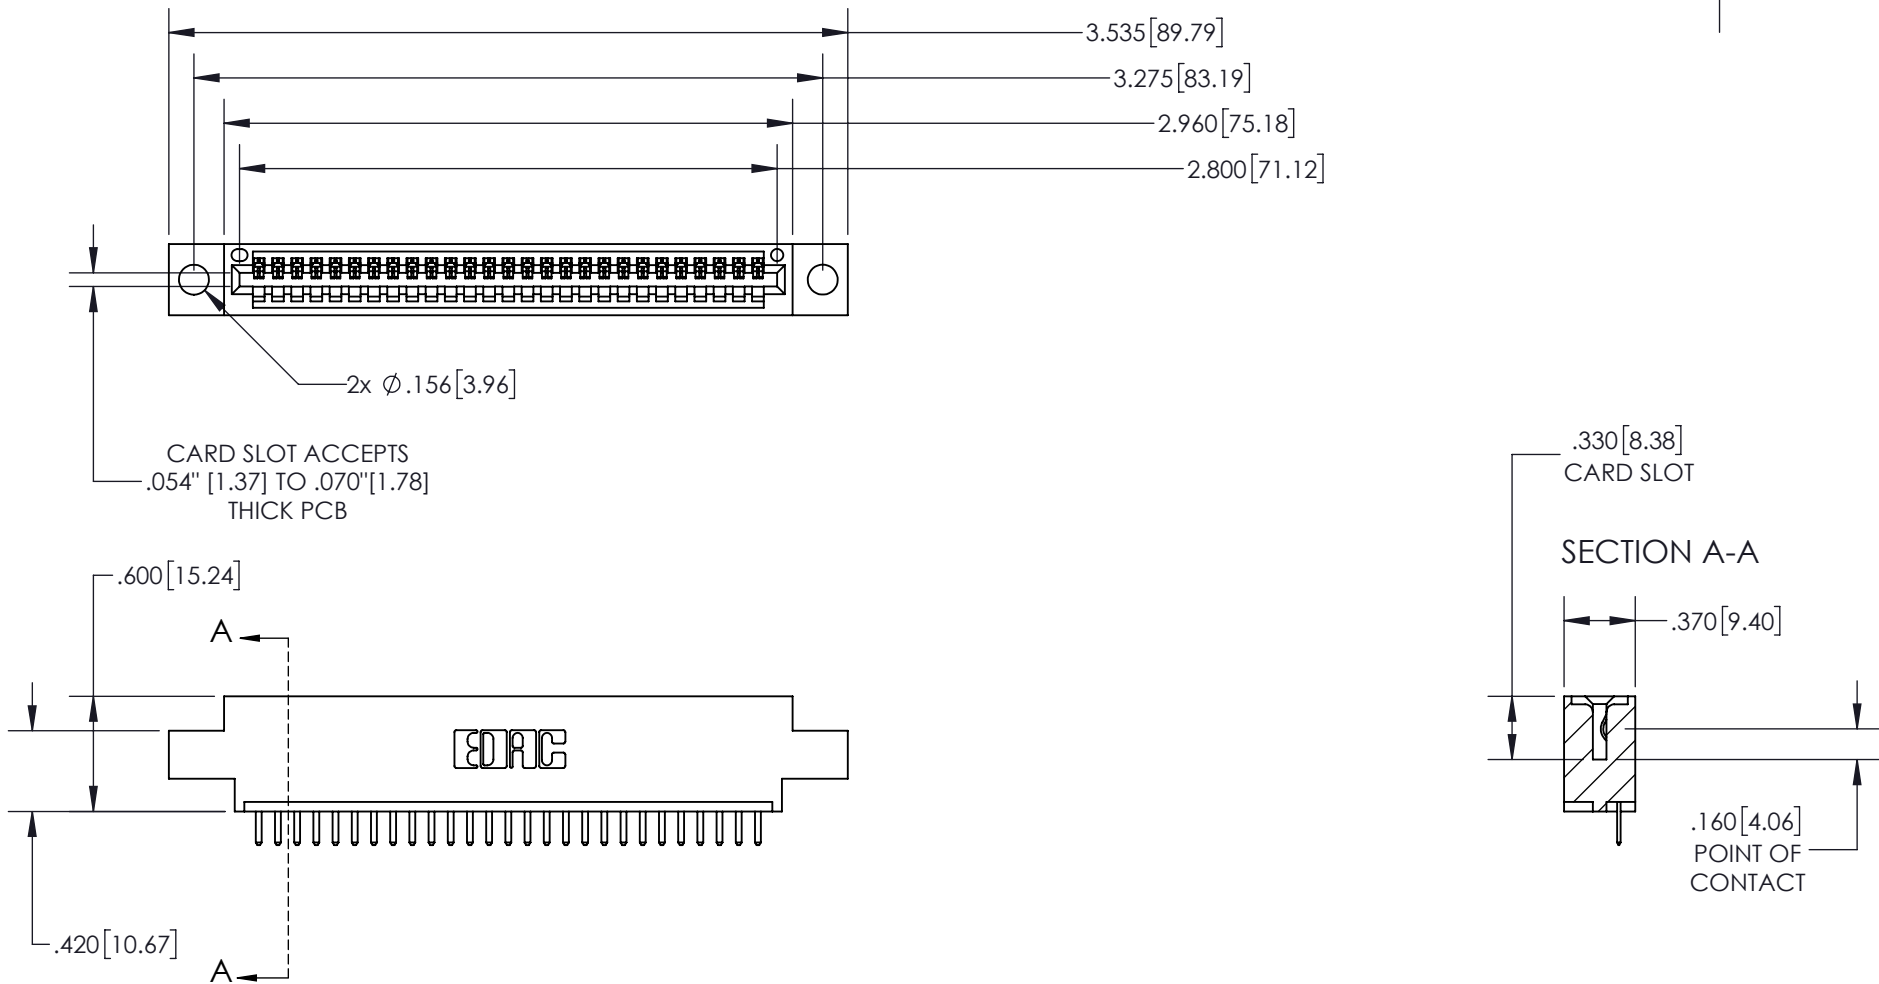 3.535[89.79]
3.275[83.19]
2.960[75.18]
2.800[71.12]
2x Ø.156[3.96]
CARD SLOT ACCEPTS
.054" [1.37] TO .070"[1.78]
THICK PCB
.330[8.38]
CARD SLOT
SECTION A-A
.600[15.24]
.370[9.40]
A
EDAC
.160[4.06]
POINT OF
CONTACT
.420[10.67]
A